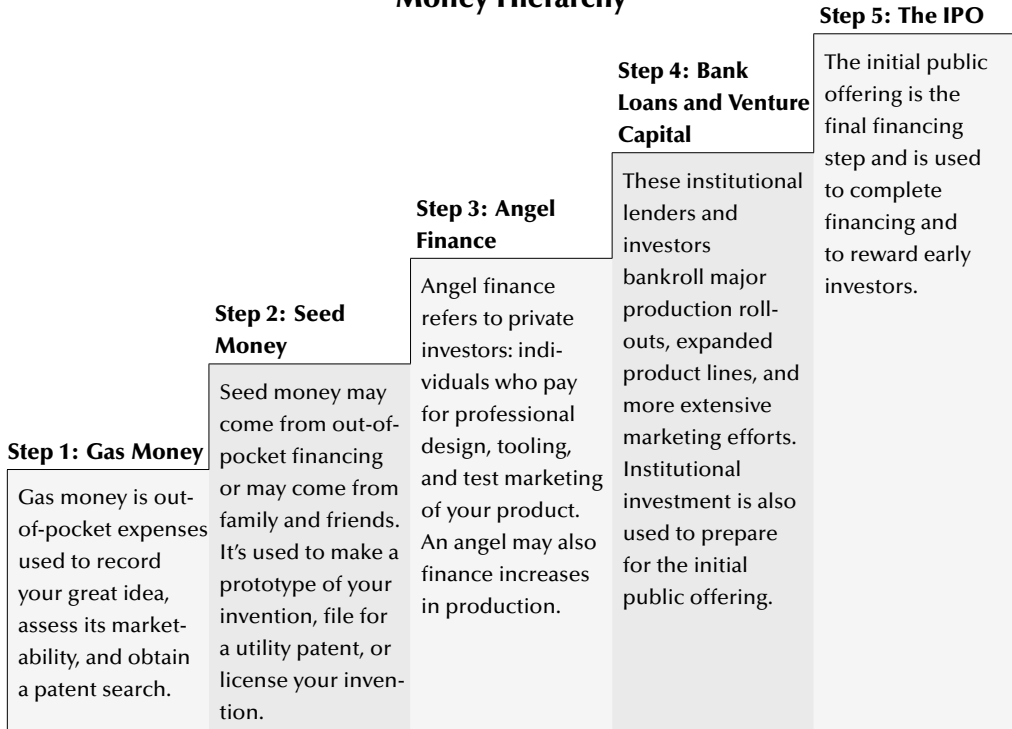 Money Hierarchy
Step 1: Gas Money
Gas money is out-
of-pocket expenses
used to record
your great idea,
assess its market-
ability, and obtain
a patent search.
Step 2: Seed
Money
Seed money may
come from out-of-
pocket financing
or may come from
family and friends.
It's used to make a
prototype of your
invention, file for
a utility patent, or
license your inven-
tion.
Step 3: Angel
Finance
Angel finance
refers to private
investors: indi-
viduals who pay
for professional
design, tooling,
and test marketing
of your product.
An angel may also
finance increases
in production.
Step 4: Bank
Loans and Venture
Capital
These institutional
lenders and
investors
bankroll major
production roll-
outs, expanded
product lines, and
more extensive
marketing efforts.
Institutional
investment is also
used to prepare
for the initial
public offering.
Step 5: The IPO
The initial public
offering is the
final financing
step and is used
to complete
financing and
to reward early
investors.